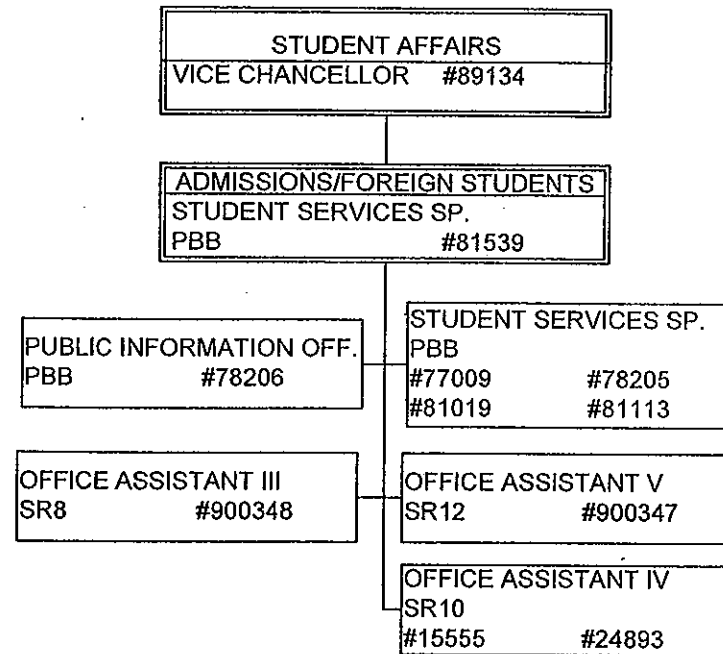 STUDENT AFFAIRS
VICE CHANCELLOR #89134
ADMISSIONS/FOREIGN STUDENTS
STUDENT SERVICES SP.
PBB #81539
PUBLIC INFORMATION OFF.
PBB #78206
STUDENT SERVICES SP.
PBB
#77009 #78205
#81019 #81113
OFFICE ASSISTANT III
SR8 #900348
OFFICE ASSISTANT V
SR12 #900347
OFFICE ASSISTANT IV
SR10
#15555 #24893